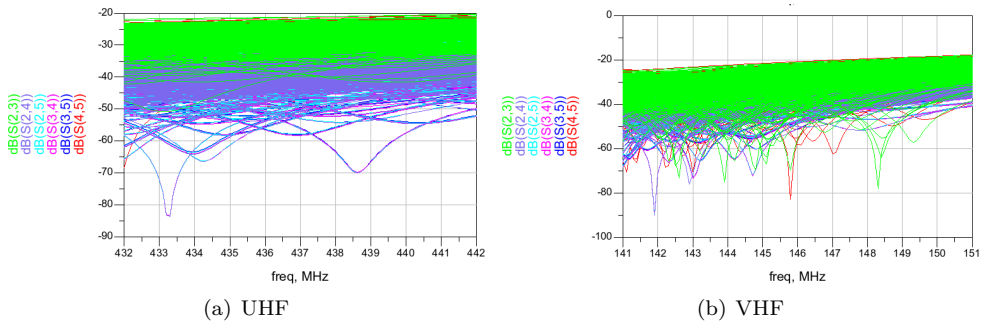 -20
-30
-40
-50
-60
-70
-80
-90
432 433 434 435 436 437 438 439 440 441 442
freq, MHz
dB(S(2,3))
dB(S(2,4))
dB(S(2,5))
dB(S(3,4))
dB(S(3,5))
dB(S(4,5))
(a) UHF
0
-20
-40
-60
-80
-100
141 142 143 144 145 146 147 148 149 150 151
freq, MHz
dB(S(2,3))
dB(S(2,4))
dB(S(2,5))
dB(S(3,4))
dB(S(3,5))
dB(S(4,5))
(b) VHF